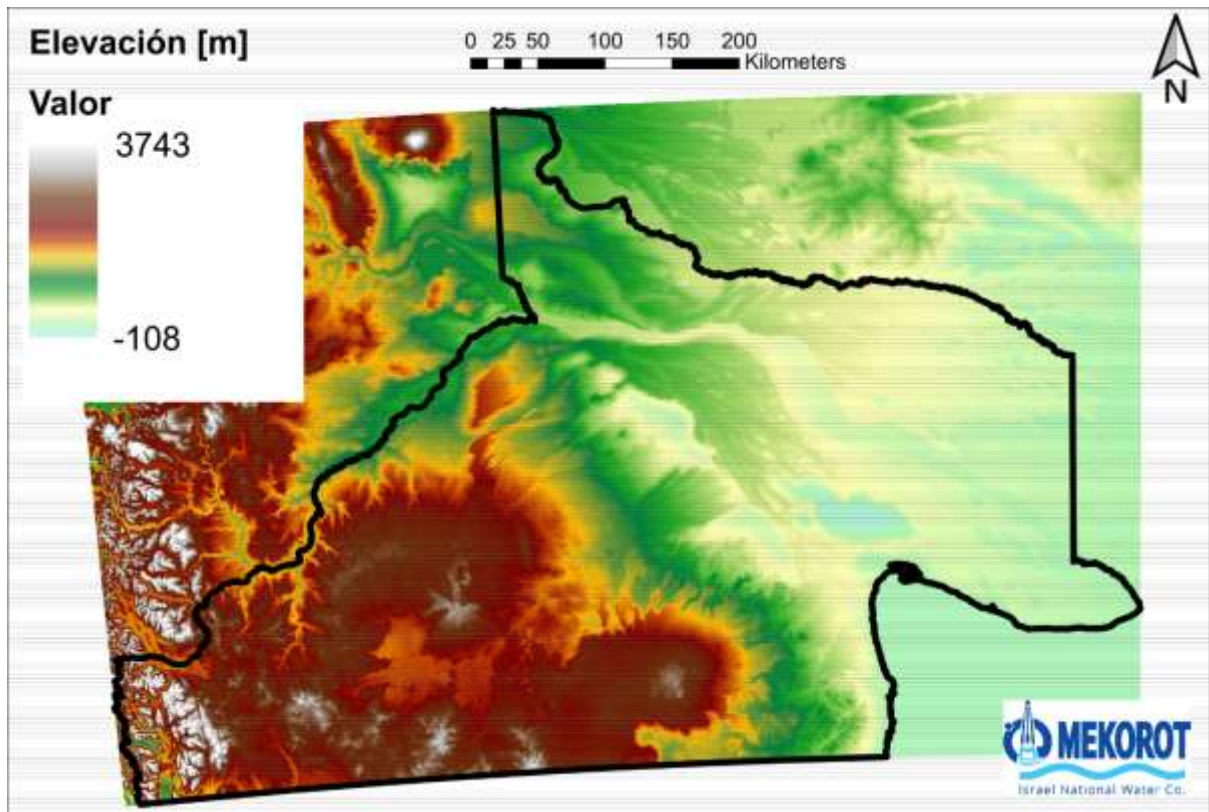 Elevación [m]
0 25 50 100 150 200
Kilometers
N
Valor
3743
-108
MEKOROT
Israel National Water Co.